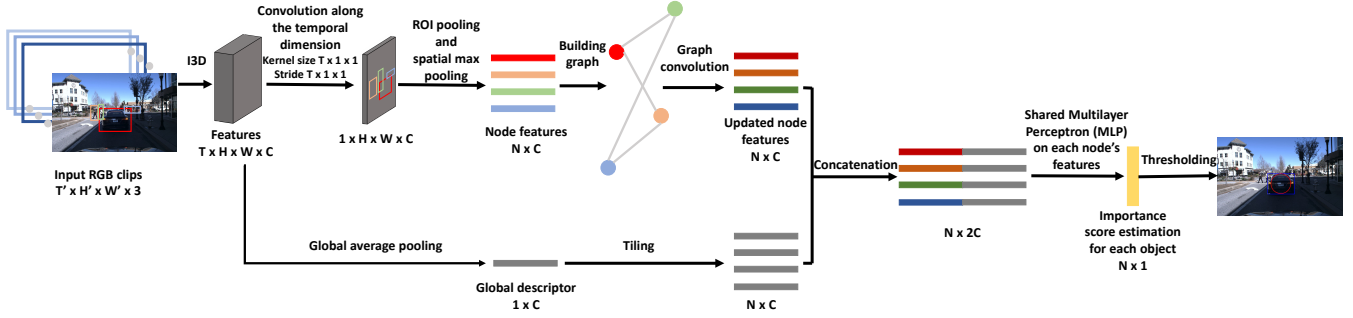 Input RGB clips
T’ x H’ x W’ x 3
I3D
Features
T x H x W x C
Convolution along
the temporal
dimension
Kernel size T x 1 x 1
Stride T x 1 x 1
1 x H x W x C
ROI pooling
and
spatial max
pooling
Node features
N x C
Building
graph
Graph
convolution
Updated node
features
N x C
Global average pooling
Global descriptor
1 x C
Tiling
N x C
Concatenation
N x 2C
Shared Multilayer
Perceptron (MLP)
on each node’s
features
Importance
score estimation
for each object
N x 1
Thresholding